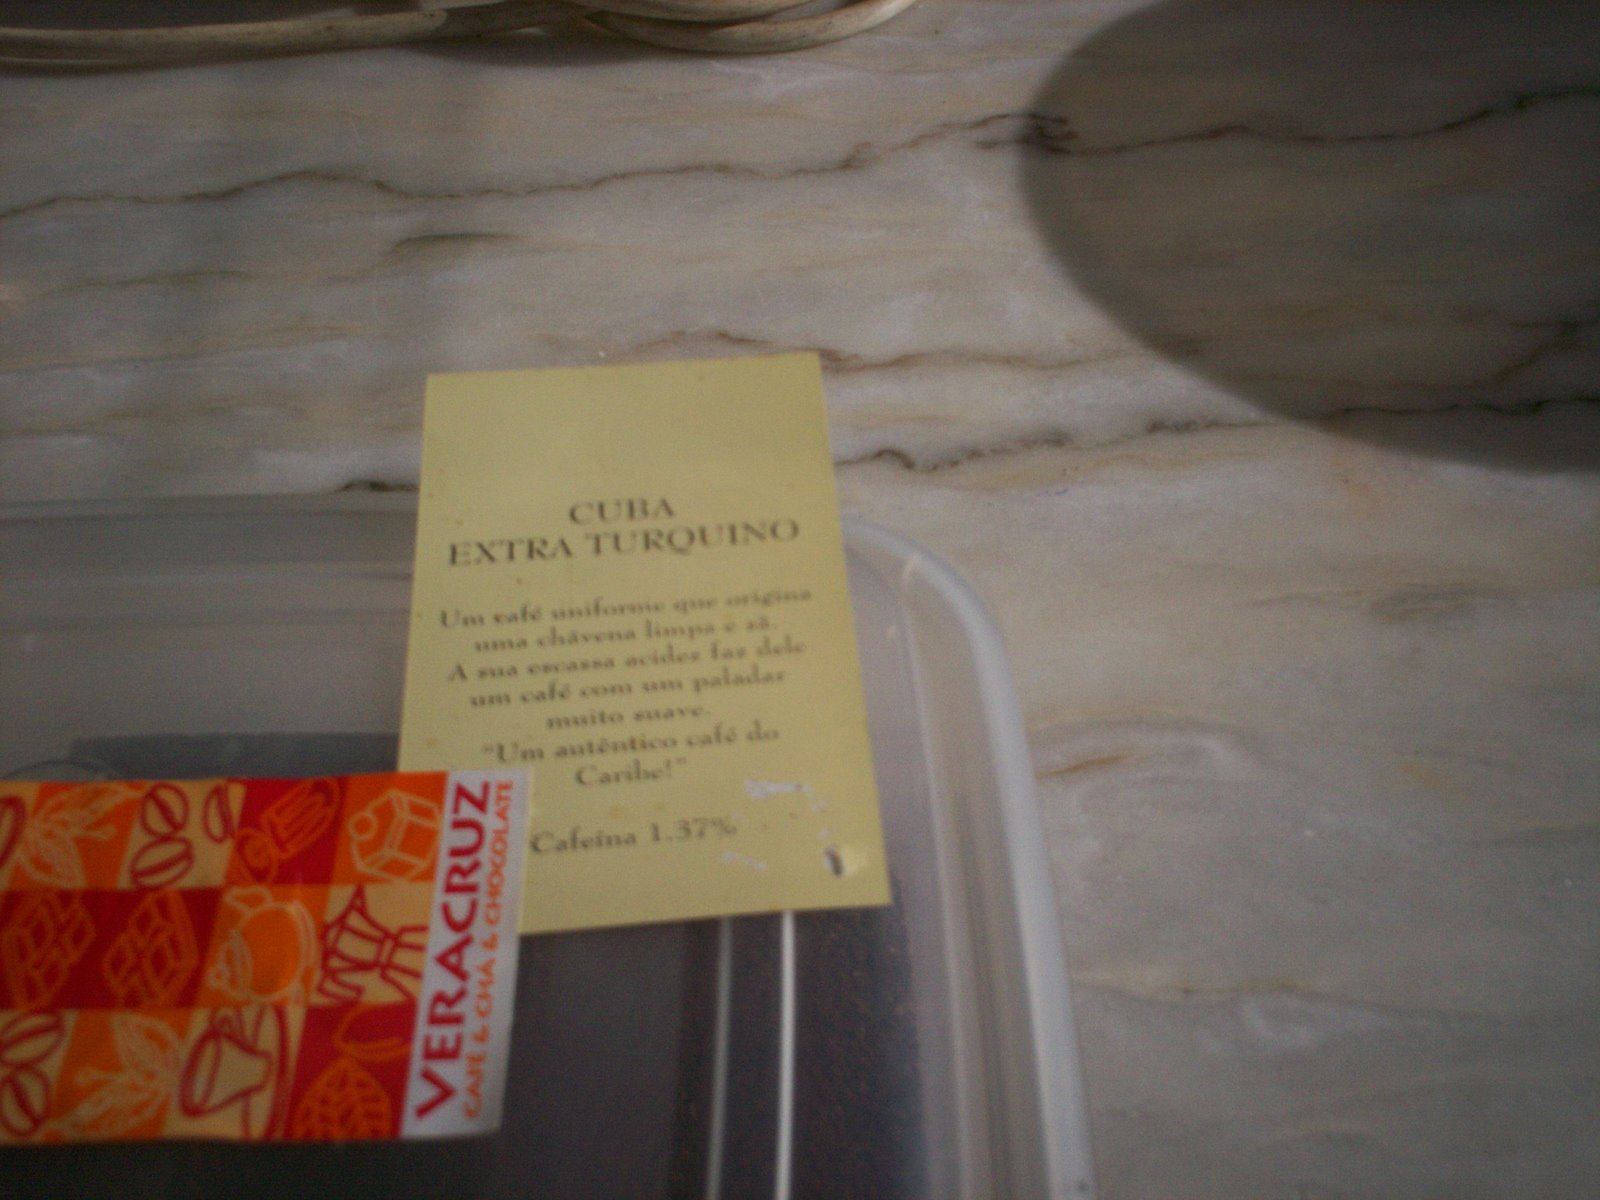 CUBA
EXTRA TURQUINO
Um café uniforme que origina
uma chávena limpa e sã.
A sua escassa acidez faz dele
um café com um paladar
muito suave.
"Um autêntico café do
Caribe!"
Cafeína 1.37%
VERACRUZ
CAFÉ & CHÁ & CHOCOLATE